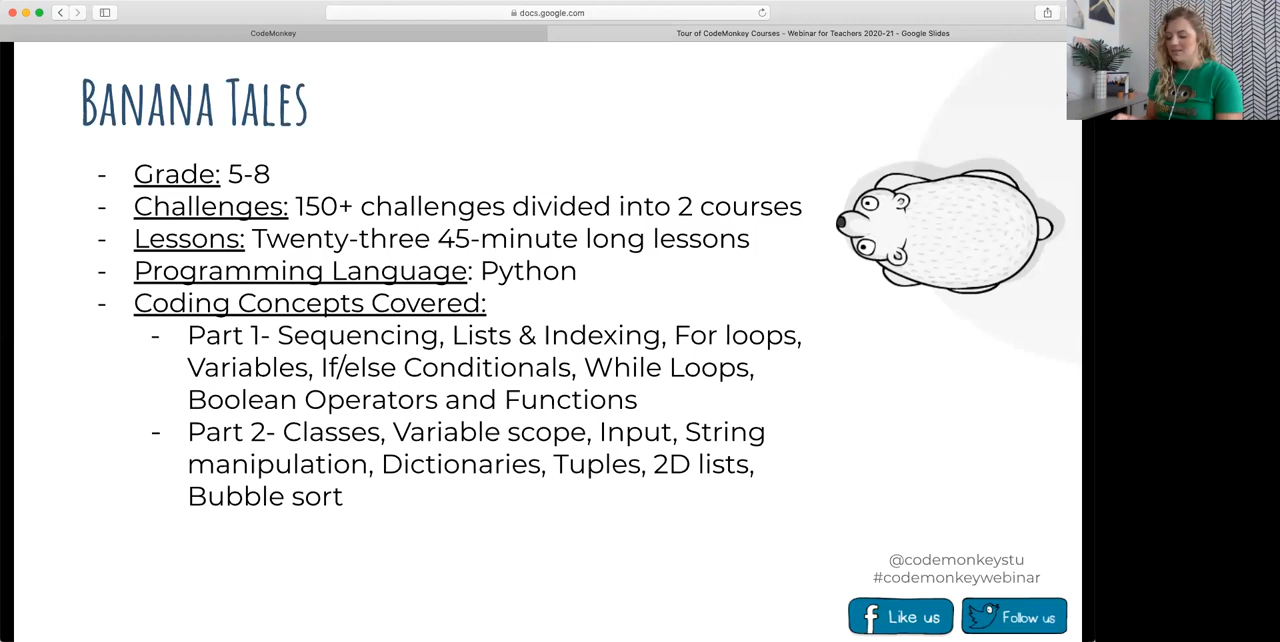 docs.google.com
CodeMonkey
Tour of CodeMonkey Courses - Webinar for Teachers 2020-21 - Google Slides
BANANA TALES
- Grade: 5-8
- Challenges: 150+ challenges divided into 2 courses
- Lessons: Twenty-three 45-minute long lessons
- Programming Language: Python
- Coding Concepts Covered:
- Part 1- Sequencing, Lists & Indexing, For loops,
Variables, If/else Conditionals, While Loops,
Boolean Operators and Functions
- Part 2- Classes, Variable scope, Input, String
manipulation, Dictionaries, Tuples, 2D lists,
Bubble sort
@codemonkeystu
#codemonkeywebinar
f Like us
Follow us